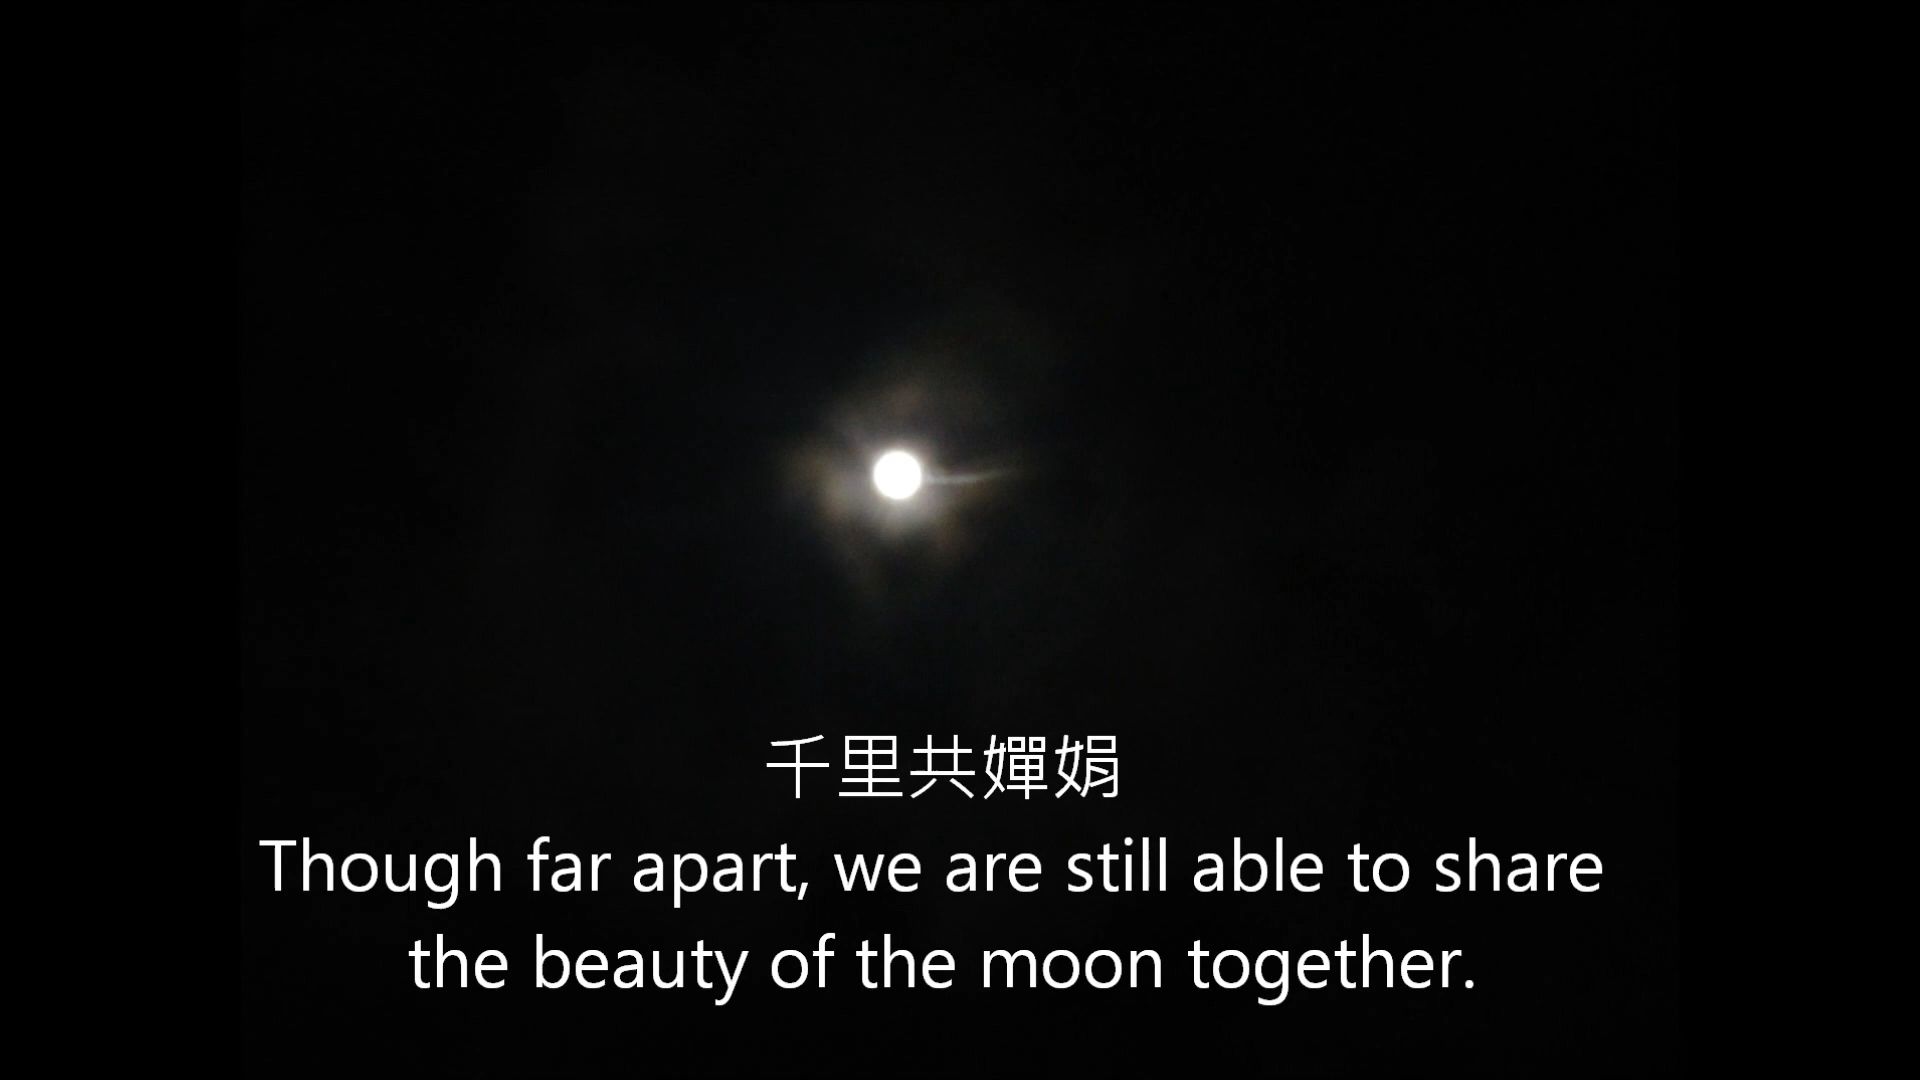 千里共嬋娟
Though far apart, we are still able to share
the beauty of the moon together.